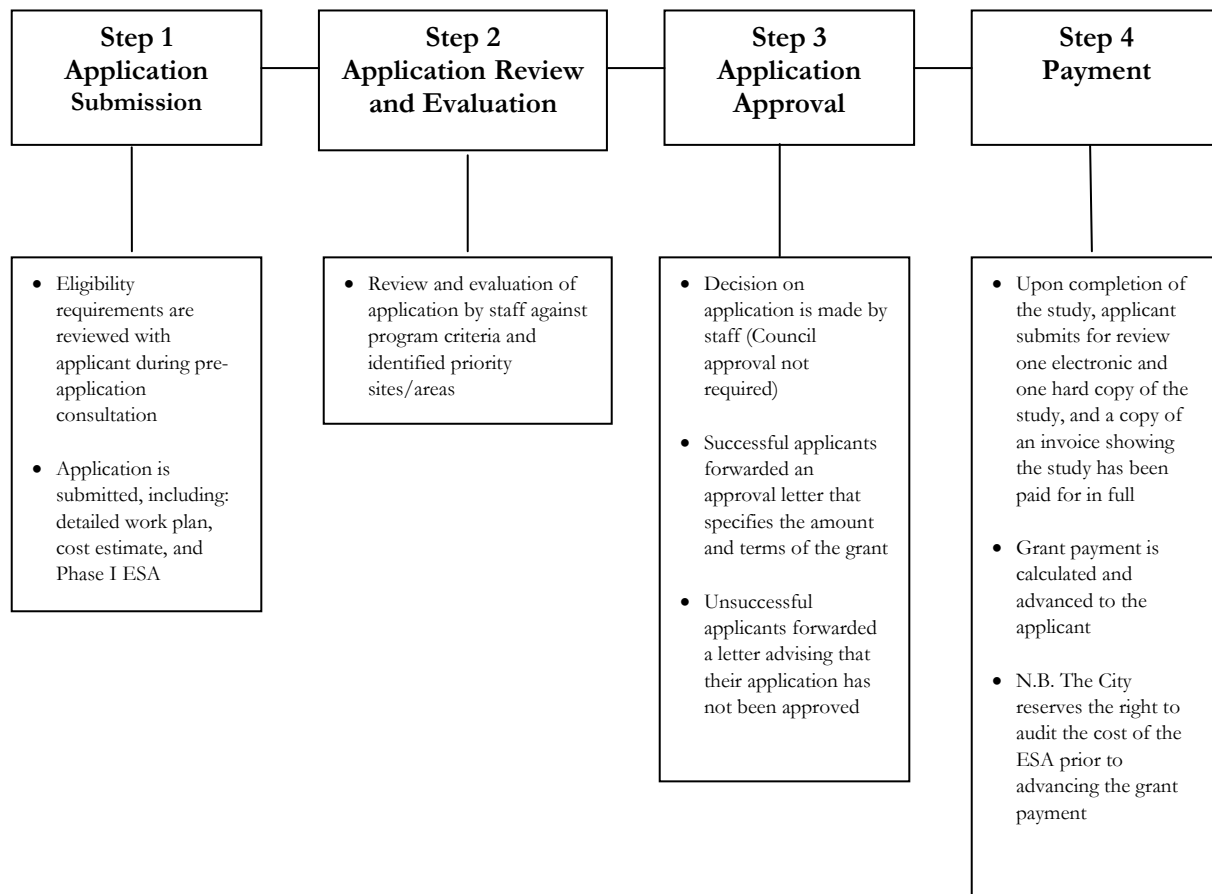 Step 1
Application
Submission
Step 2
Application Review
and Evaluation
Step 3
Application
Approval
Step 4
Payment
• Eligibility
requirements are
reviewed with
applicant during pre-
application
consultation
• Application is
submitted, including:
detailed work plan,
cost estimate, and
Phase I ESA
• Review and evaluation of
application by staff against
program criteria and
identified priority
sites/areas
• Decision on
application is made by
staff (Council
approval not
required)
• Successful applicants
forwarded an
approval letter that
specifies the amount
and terms of the grant
• Unsuccessful
applicants forwarded
a letter advising that
their application has
not been approved
• Upon completion of
the study, applicant
submits for review
one electronic and
one hard copy of the
study, and a copy of
an invoice showing
the study has been
paid for in full
• Grant payment is
calculated and
advanced to the
applicant
• N.B. The City
reserves the right to
audit the cost of the
ESA prior to
advancing the grant
payment